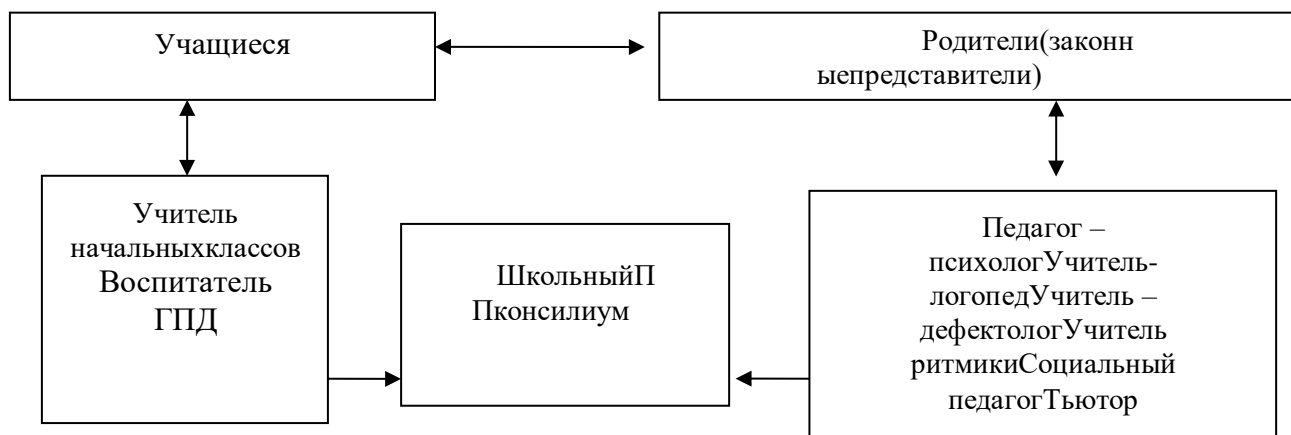 Учащиеся
Родители(законн
ыепредставители)
Учитель
начальныхклассов
Воспитатель
ГПД
ШкольныйП
Пконсилиум
Педагог –
психологУчитель-
логопедУчитель –
дефектологУчитель
ритмикиСоциальный
педагогТьютор